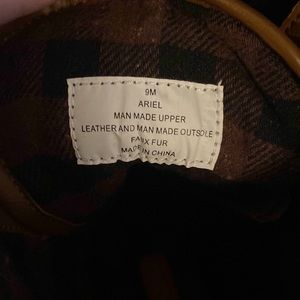 9M
ARIEL
MAN MADE UPPER
LEATHER AND MAN MADE OUTSOLE
FAUX FUR
MADE IN CHINA